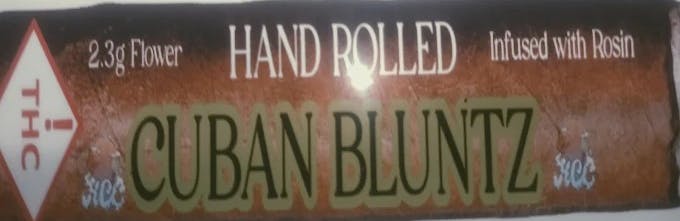 2.3g Flower HAND ROLLED Infused with Rosin
! THC
CUBAN BLUNTZ